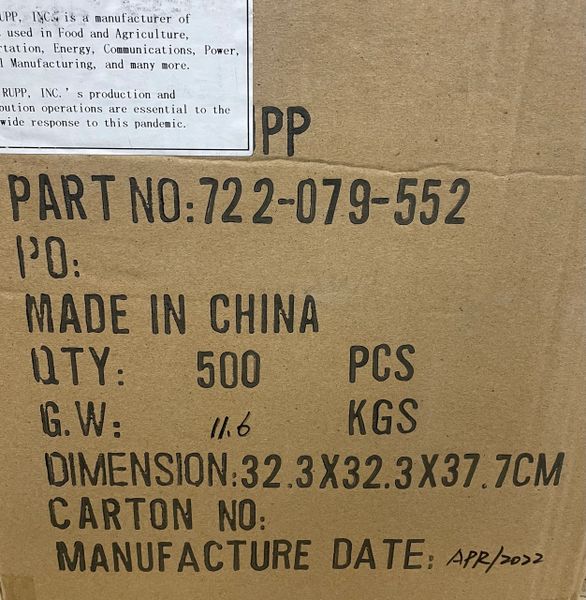 UPP, INC. is a manufacturer of
used in Food and Agriculture,
rtation, Energy, Communications, Power,
l Manufacturing, and many more.
RUPP, INC.'s production and
bution operations are essential to the
wide response to this pandemic.
PP
PART NO:722-079-552
PO:
MADE IN CHINA
QTY: 500 PCS
G.W: 11.6 KGS
DIMENSION:32.3X32.3X37.7CM
CARTON NO:
MANUFACTURE DATE: APR/2022